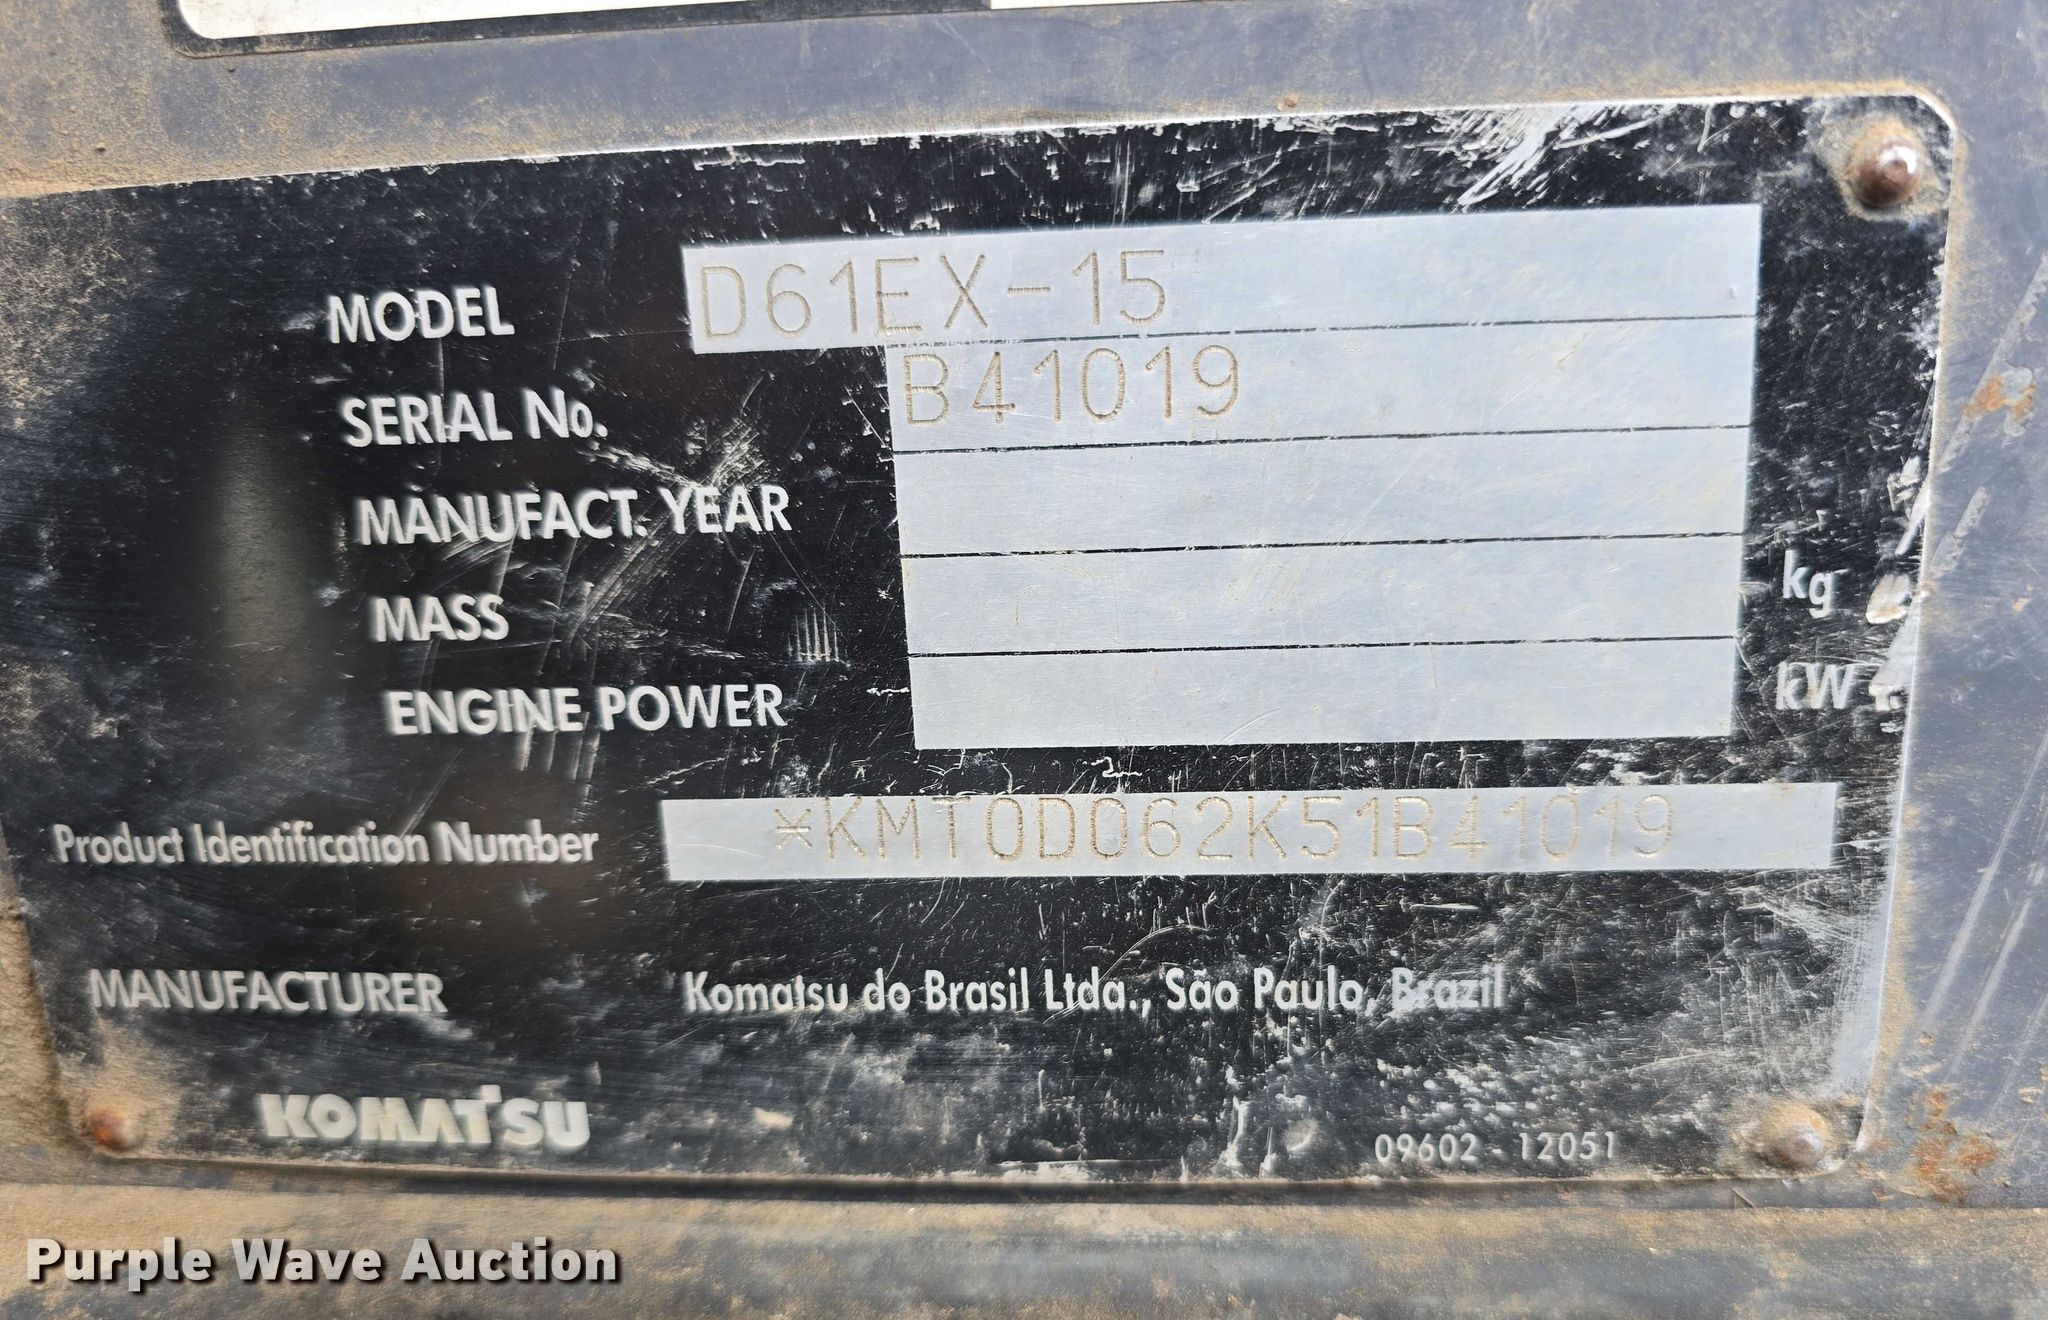 MODEL D61EX-15
SERIAL No. B41019
MANUFACT. YEAR
MASS kg
ENGINE POWER kW
Product Identification Number *KMT0D062K51B41019
MANUFACTURER Komatsu do Brasil Ltda., São Paulo, Brazil
KOMATSU
09602 - 12051
Purple Wave Auction